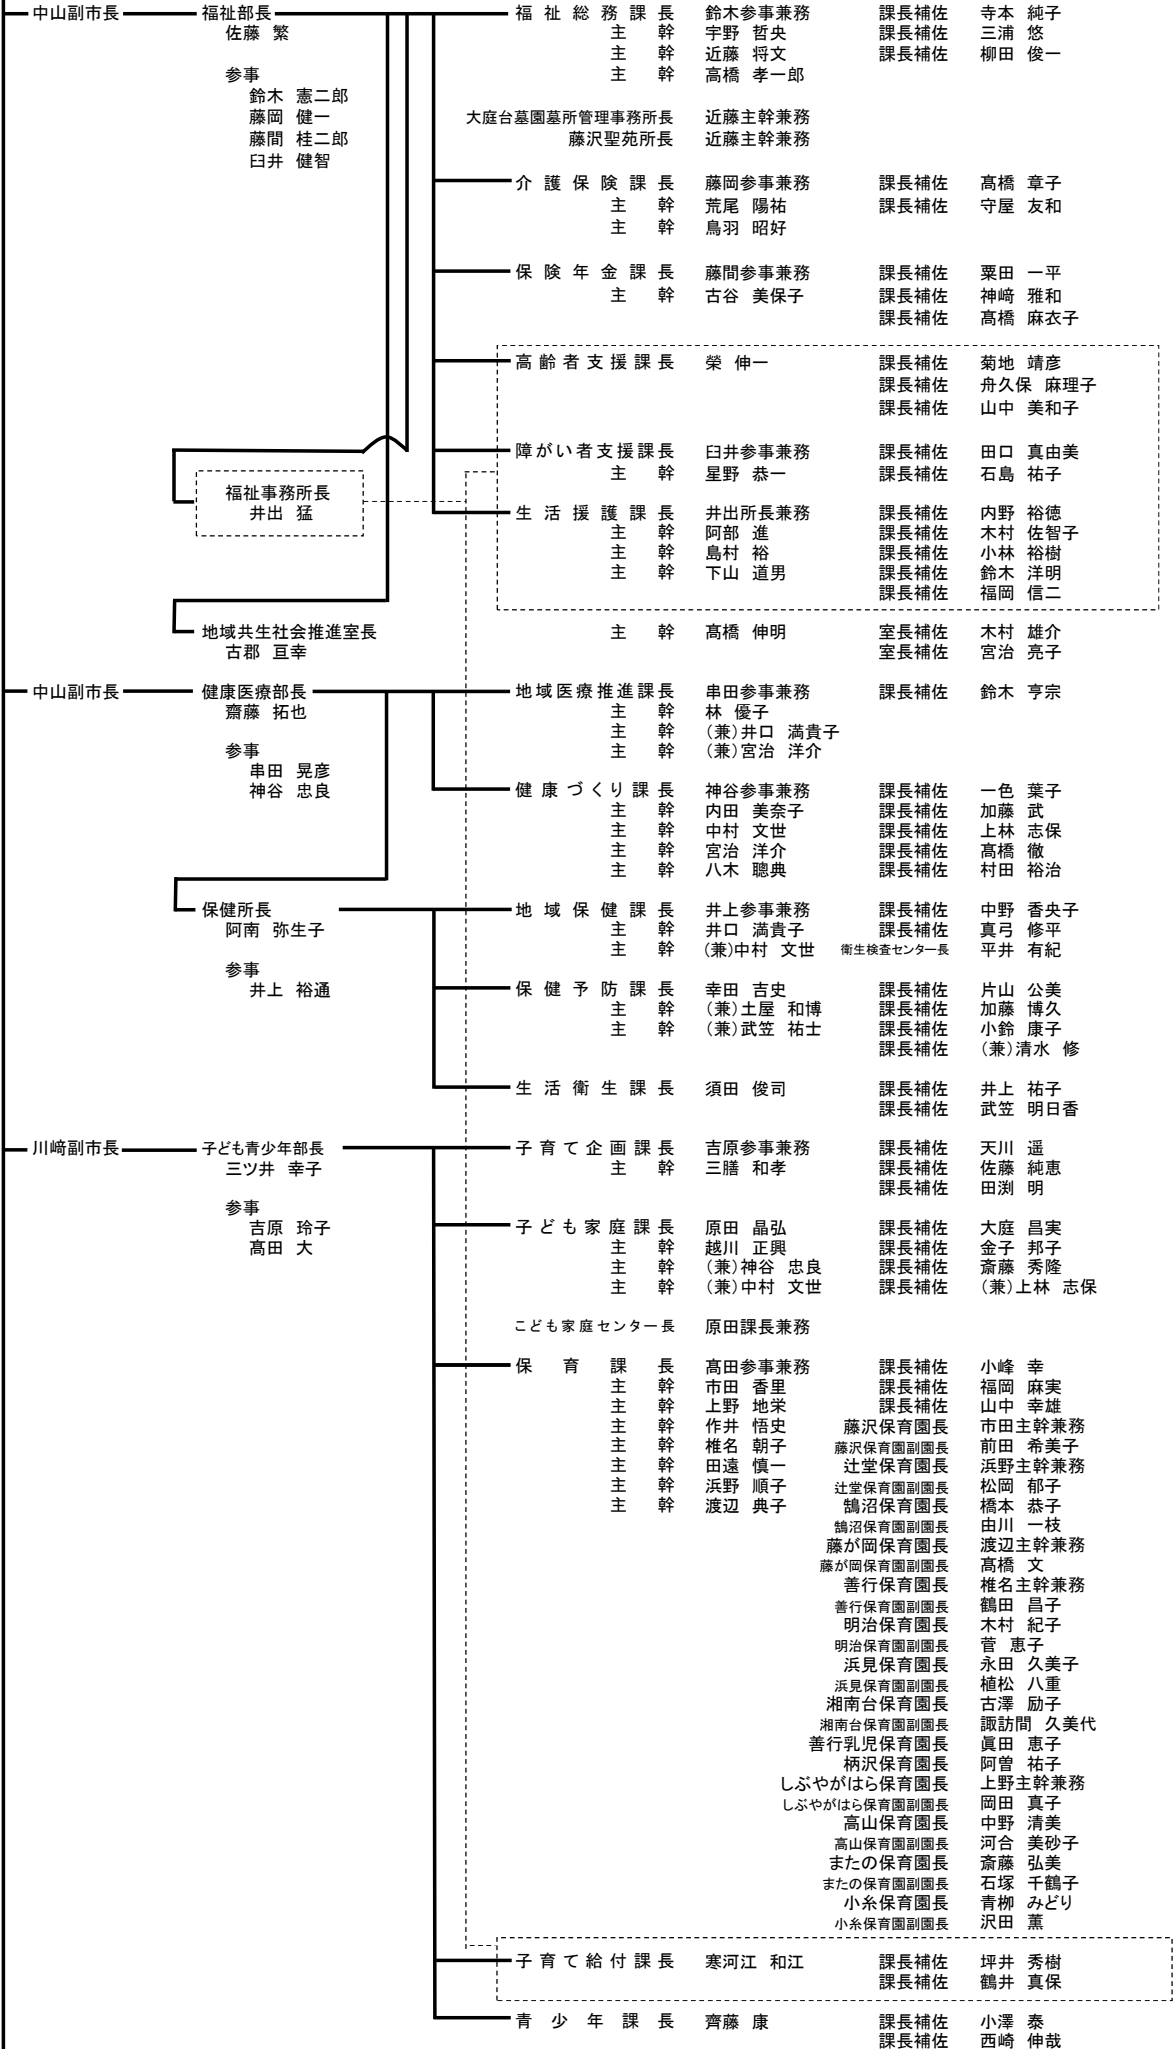 中山副市長 福祉部長 福祉総務課長 鈴木参事兼務 課長補佐 寺本 純子
佐藤 繁 主幹 宇野 哲央 課長補佐 三浦 悠
主幹 近藤 将文 課長補佐 柳田 俊一
参事 主幹 高橋 孝一郎
鈴木 憲二郎
藤岡 健一 大庭台墓園墓所管理事務所長 近藤主幹兼務
藤間 桂二郎 藤沢聖苑所長 近藤主幹兼務
臼井 健智
介護保険課長 藤岡参事兼務 課長補佐 髙橋 章子
主幹 荒尾 陽祐 課長補佐 守屋 友和
主幹 鳥羽 昭好
保険年金課長 藤間参事兼務 課長補佐 粟田 一平
主幹 古谷 美保子 課長補佐 神﨑 雅和
課長補佐 髙橋 麻衣子
高齢者支援課長 榮 伸一 課長補佐 菊地 靖彦
課長補佐 舟久保 麻理子
課長補佐 山中 美和子
障がい者支援課長 臼井参事兼務 課長補佐 田口 真由美
主幹 星野 恭一 課長補佐 石島 祐子
福祉事務所長
井出 猛
生活援護課長 井出所長兼務 課長補佐 内野 裕徳
主幹 阿部 進 課長補佐 木村 佐智子
主幹 島村 裕 課長補佐 小林 裕樹
主幹 下山 道男 課長補佐 鈴木 洋明
課長補佐 福岡 信二
地域共生社会推進室長 主幹 髙橋 伸明 室長補佐 木村 雄介
古郡 亘幸 室長補佐 宮治 亮子
中山副市長 健康医療部長 地域医療推進課長 串田参事兼務 課長補佐 鈴木 亨宗
齋藤 拓也 主幹 林 優子
主幹 (兼)井口 満貴子
参事 主幹 (兼)宮治 洋介
串田 晃彦
神谷 忠良 健康づくり課長 神谷参事兼務 課長補佐 一色 葉子
主幹 内田 美奈子 課長補佐 加藤 武
主幹 中村 文世 課長補佐 上林 志保
主幹 宮治 洋介 課長補佐 髙橋 徹
主幹 八木 聰典 課長補佐 村田 裕治
保健所長 地域保健課長 井上参事兼務 課長補佐 中野 香央子
阿南 弥生子 主幹 井口 満貴子 課長補佐 真弓 修平
主幹 (兼)中村 文世 衛生検査センター長 平井 有紀
参事
井上 裕通 保健予防課長 幸田 吉史 課長補佐 片山 公美
主幹 (兼)土屋 和博 課長補佐 加藤 博久
主幹 (兼)武笠 祐士 課長補佐 小鈴 康子
課長補佐 (兼)清水 修
生活衛生課長 須田 俊司 課長補佐 井上 祐子
課長補佐 武笠 明日香
川﨑副市長 子ども青少年部長 子育て企画課長 吉原参事兼務 課長補佐 天川 遥
三ツ井 幸子 主幹 三膳 和孝 課長補佐 佐藤 純恵
課長補佐 田渕 明
参事
吉原 玲子 子ども家庭課長 原田 晶弘 課長補佐 大庭 昌実
髙田 大 主幹 越川 正興 課長補佐 金子 邦子
主幹 (兼)神谷 忠良 課長補佐 斎藤 秀隆
主幹 (兼)中村 文世 課長補佐 (兼)上林 志保
こども家庭センター長 原田課長兼務
保育課長 髙田参事兼務 課長補佐 小峰 幸
主幹 市田 香里 課長補佐 福岡 麻実
主幹 上野 地栄 課長補佐 山中 幸雄
主幹 作井 悟史 藤沢保育園長 市田主幹兼務
主幹 椎名 朝子 藤沢保育園副園長 前田 希美子
主幹 田遠 慎一 辻堂保育園長 浜野主幹兼務
主幹 浜野 順子 辻堂保育園副園長 松岡 郁子
主幹 渡辺 典子 鵠沼保育園長 橋本 恭子
鵠沼保育園副園長 由川 一枝
藤が岡保育園長 渡辺主幹兼務
藤が岡保育園副園長 髙橋 文
善行保育園長 椎名主幹兼務
善行保育園副園長 鶴田 昌子
明治保育園長 木村 紀子
明治保育園副園長 菅 恵子
浜見保育園長 永田 久美子
浜見保育園副園長 植松 八重
湘南台保育園長 古澤 励子
湘南台保育園副園長 諏訪間 久美代
善行乳児保育園長 眞田 恵子
柄沢保育園長 阿曽 祐子
しぶやがはら保育園長 上野主幹兼務
しぶやがはら保育園副園長 岡田 真子
高山保育園長 中野 清美
高山保育園副園長 河合 美砂子
またの保育園長 斎藤 弘美
またの保育園副園長 石塚 千鶴子
小糸保育園長 青栁 みどり
小糸保育園副園長 沢田 薫
子育て給付課長 寒河江 和江 課長補佐 坪井 秀樹
課長補佐 鶴井 真保
青少年課長 齊藤 康 課長補佐 小澤 泰
課長補佐 西崎 伸哉